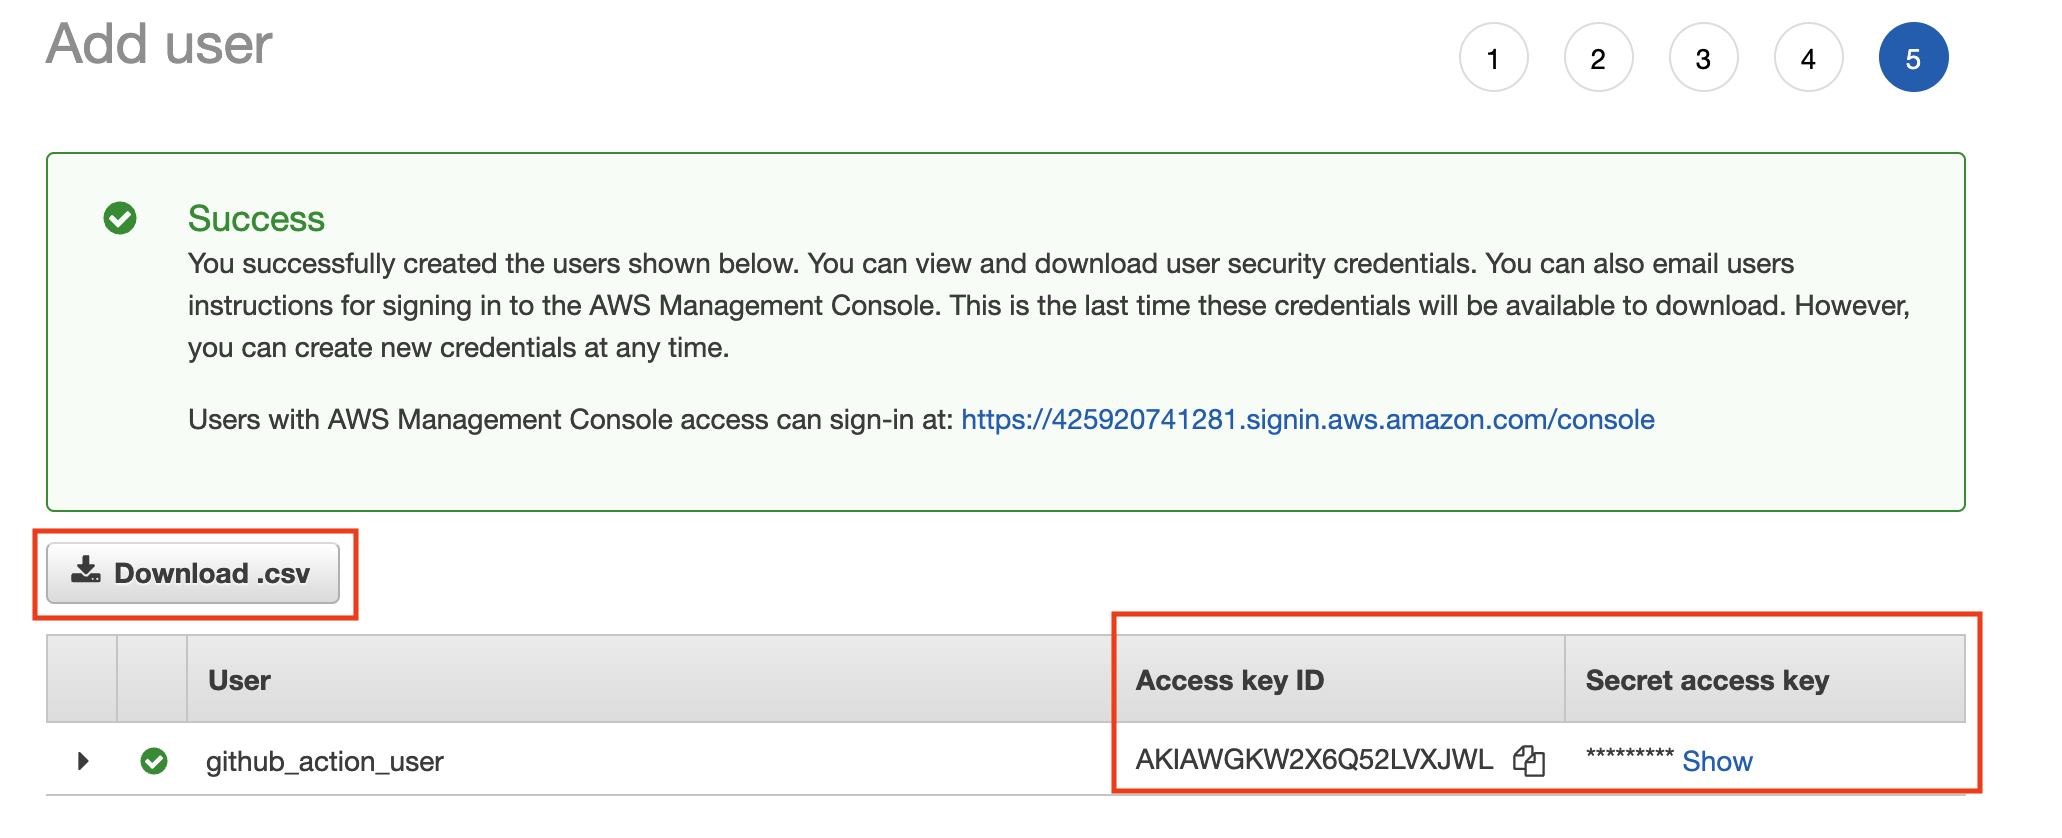 Add user
1 2 3 4 5
Success
You successfully created the users shown below. You can view and download user security credentials. You can also email users
instructions for signing in to the AWS Management Console. This is the last time these credentials will be available to download. However,
you can create new credentials at any time.
Users with AWS Management Console access can sign-in at: https://425920741281.signin.aws.amazon.com/console
Download .csv
User Access key ID Secret access key
github_action_user AKIAWGKW2X6Q52LVXJWL ********* Show